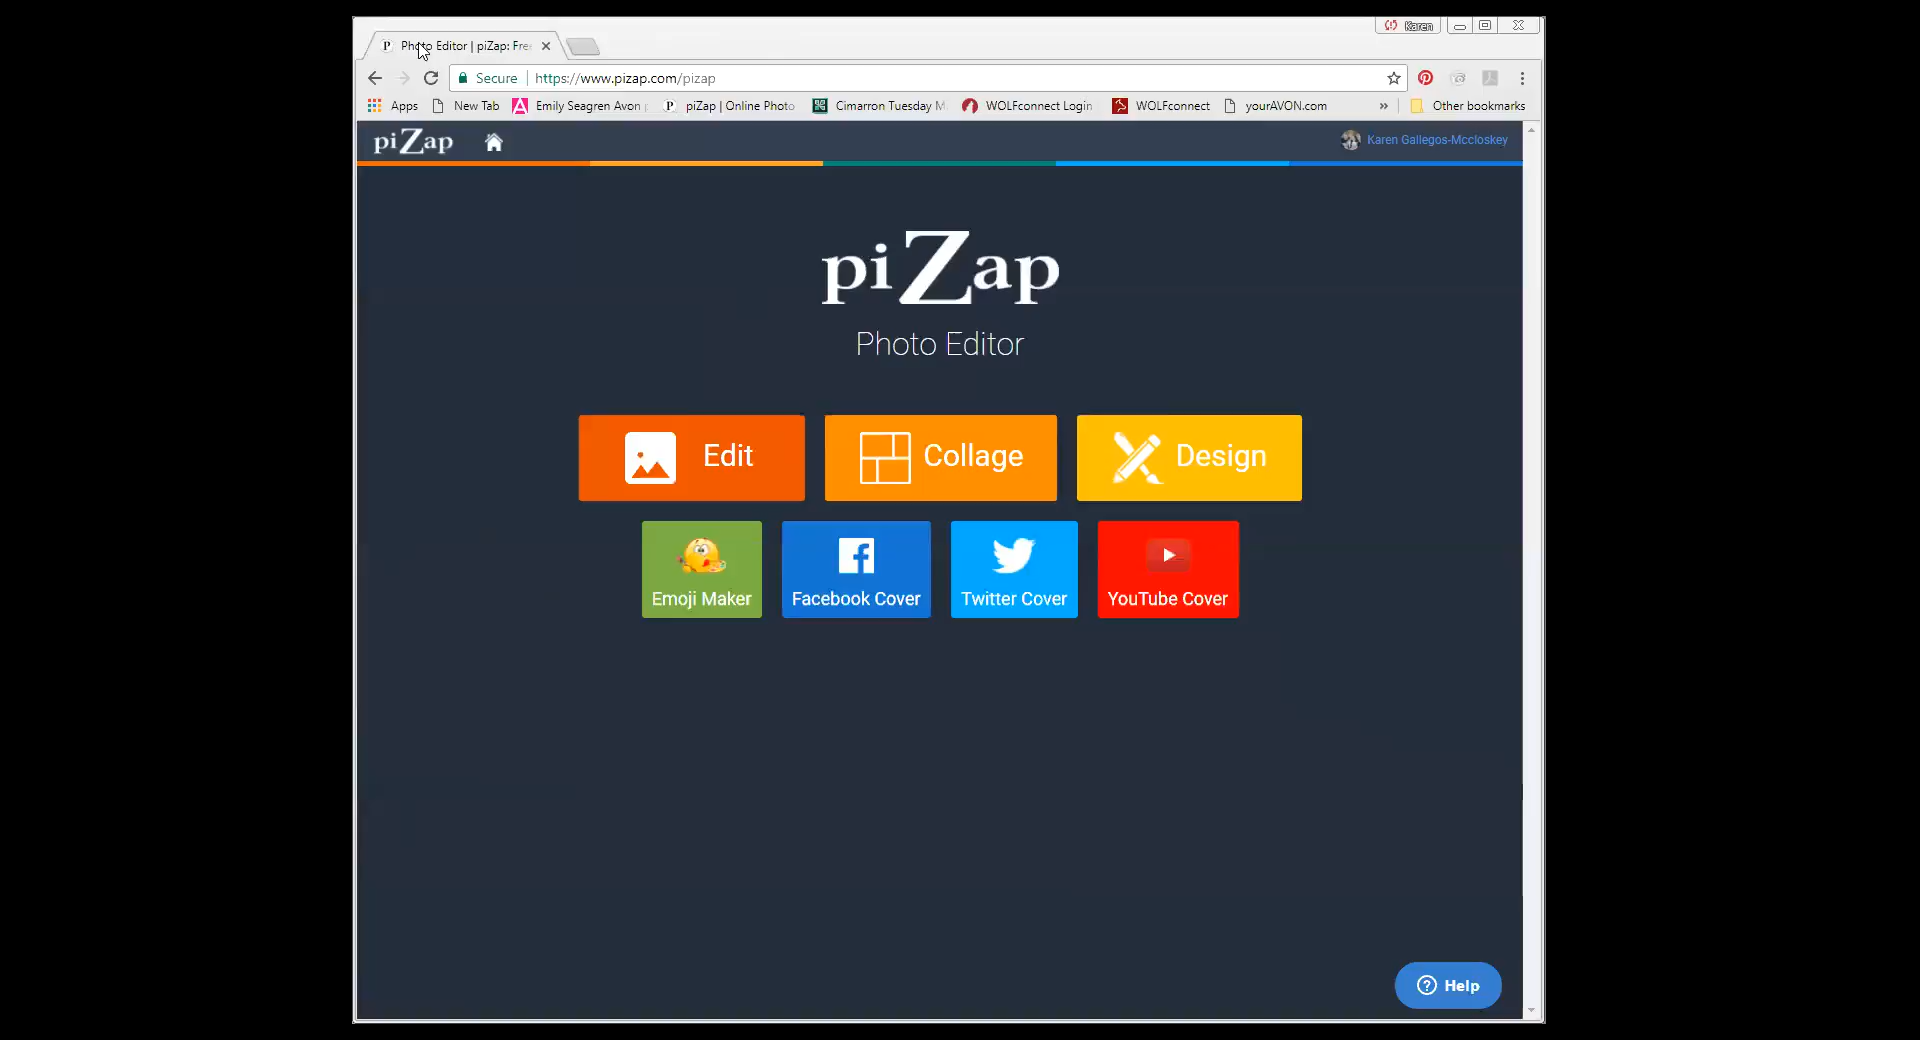 Karen
P Photo Editor | piZap: Fre
Secure https://www.pizap.com/pizap
Apps New Tab Emily Seagren Avon P piZap | Online Photo Cimarron Tuesday M WOLFconnect Login WOLFconnect yourAVON.com » Other bookmarks
piZap Karen Gallegos-Mccloskey
piZap
Photo Editor
Edit Collage Design
Emoji Maker Facebook Cover Twitter Cover YouTube Cover
? Help